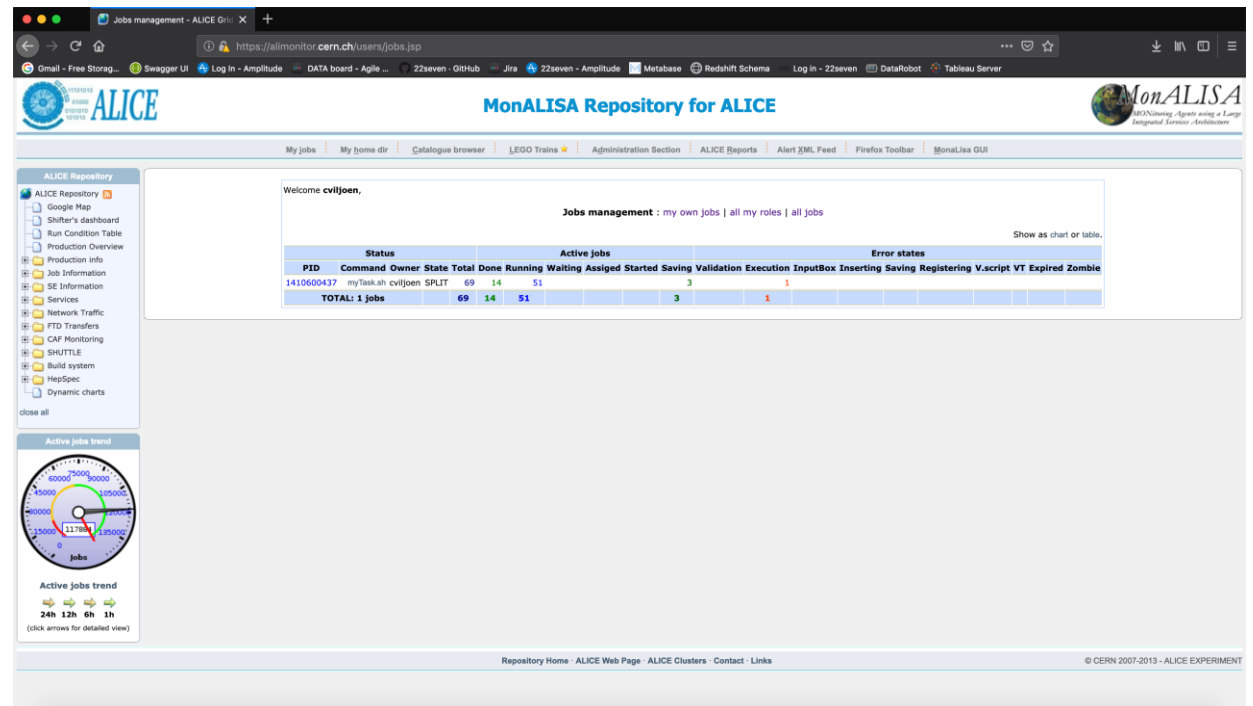 Jobs management - ALICE Grid
https://alimonitor.cern.ch/users/jobs.jsp
Gmail - Free Storag... Swagger UI Log In - Amplitude DATA board - Agile ... 22seven · GitHub Jira 22seven - Amplitude Metabase Redshift Schema Log in - 22seven DataRobot Tableau Server
ALICE
MonALISA Repository for ALICE
MonALISA
MONitoring Agents using a Large
Integrated Services Architecture
My jobs My home dir Catalogue browser LEGO Trains Administration Section ALICE Reports Alert XML Feed Firefox Toolbar MonaLisa GUI
ALICE Repository
ALICE Repository
Google Map
Shifter's dashboard
Run Condition Table
Production Overview
Production info
Job Information
SE Information
Services
Network Traffic
FTD Transfers
CAF Monitoring
SHUTTLE
Build system
HepSpec
Dynamic charts
close all
Welcome cviljoen,
Jobs management : my own jobs | all my roles | all jobs
Show as chart or table.
Status Active jobs Error states
PID Command Owner State Total Done Running Waiting Assiged Started Saving Validation Execution InputBox Inserting Saving Registering V.script VT Expired Zombie
1410600437 myTask.sh cviljoen SPLIT 69 14 51 3 1
TOTAL: 1 jobs 69 14 51 3 1
Active jobs trend
0 15000 30000 45000 60000 75000 90000 105000 120000 135000
Jobs
Active jobs trend
24h 12h 6h 1h
(click arrows for detailed view)
Repository Home · ALICE Web Page · ALICE Clusters · Contact · Links
© CERN 2007-2013 - ALICE EXPERIMENT